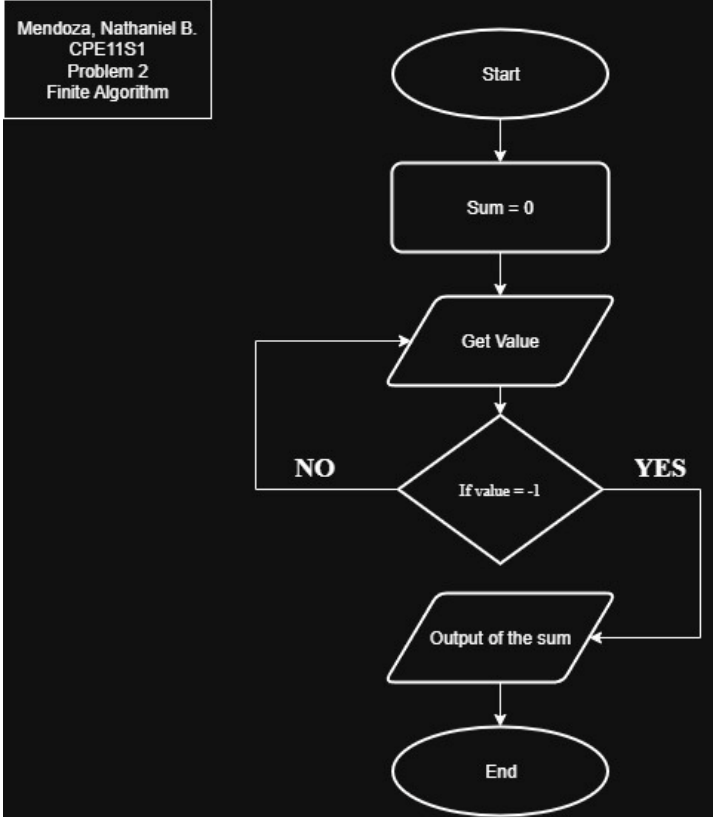 Mendoza, Nathaniel B.
CPE11S1
Problem 2
Finite Algorithm
Start
Sum = 0
Get Value
NO
If value = -1
YES
Output of the sum
End